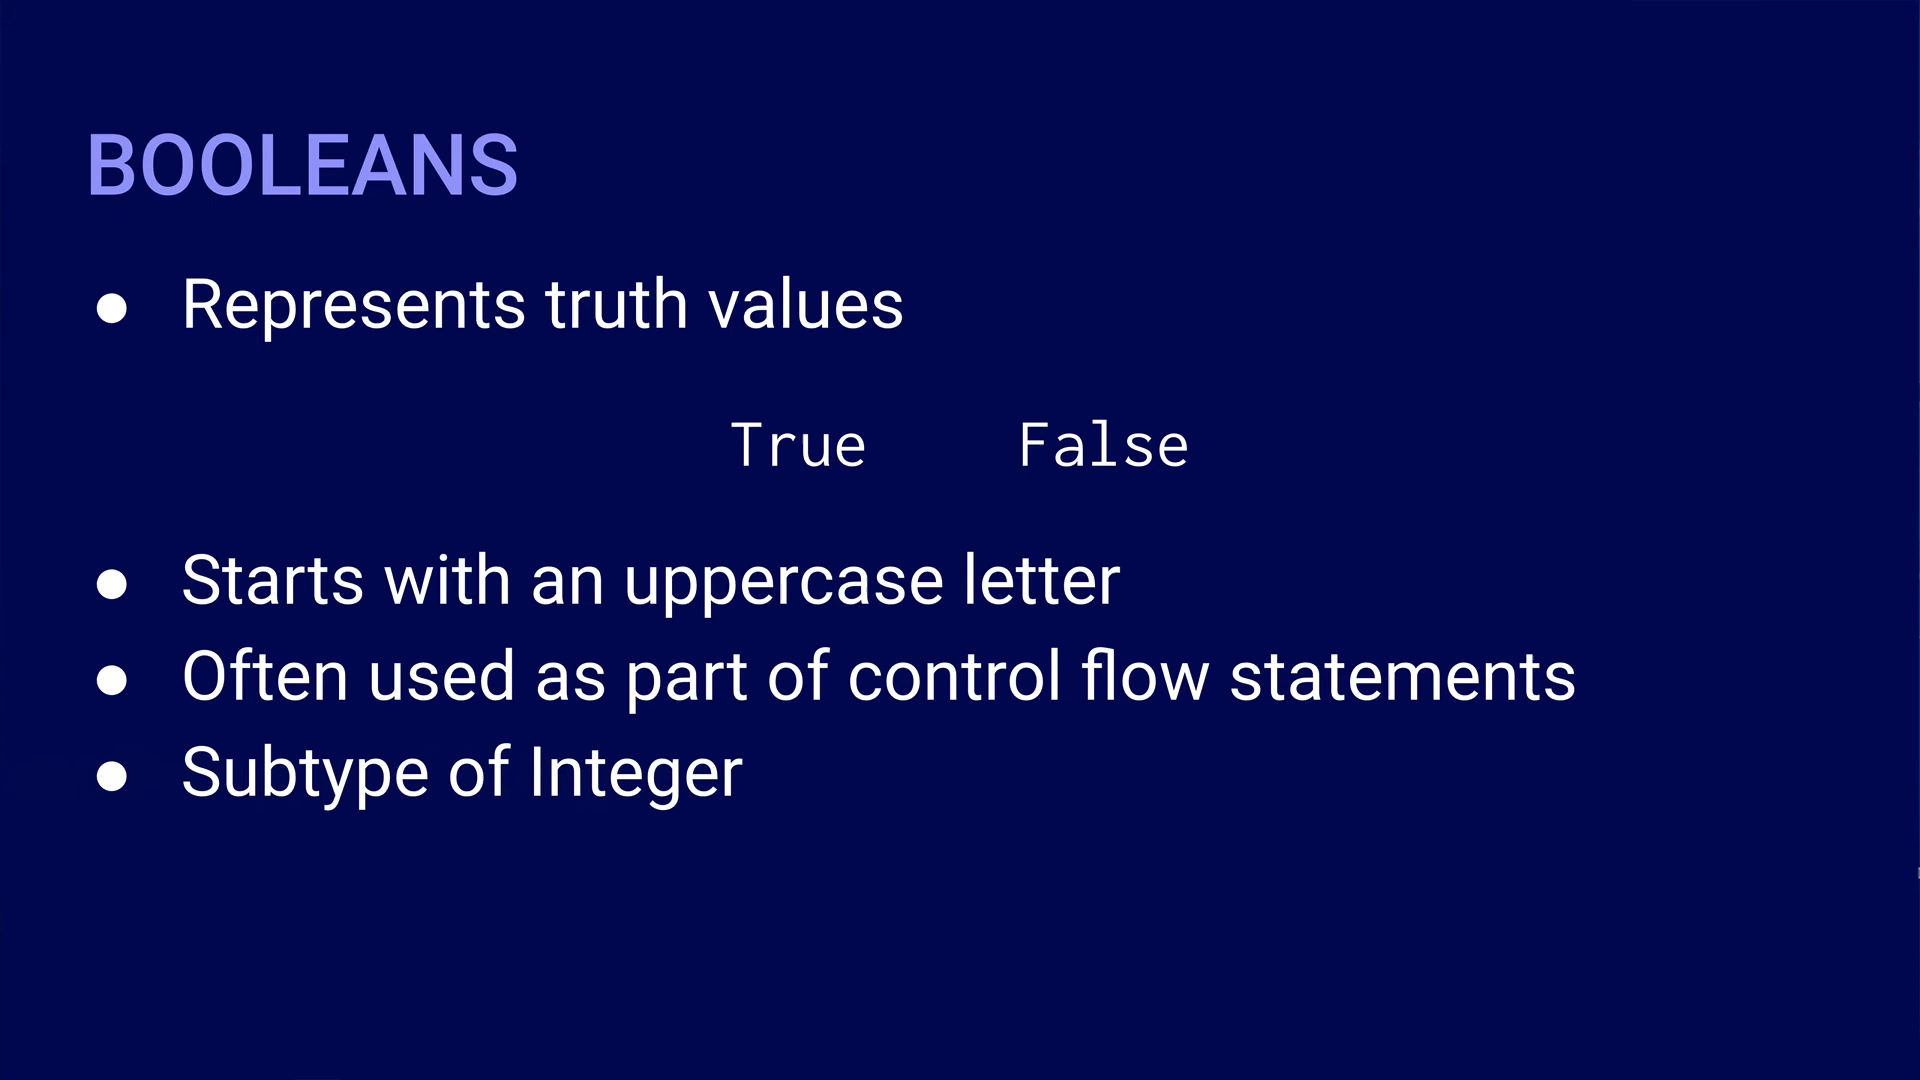 BOOLEANS
● Represents truth values
True False
● Starts with an uppercase letter
● Often used as part of control flow statements
● Subtype of Integer